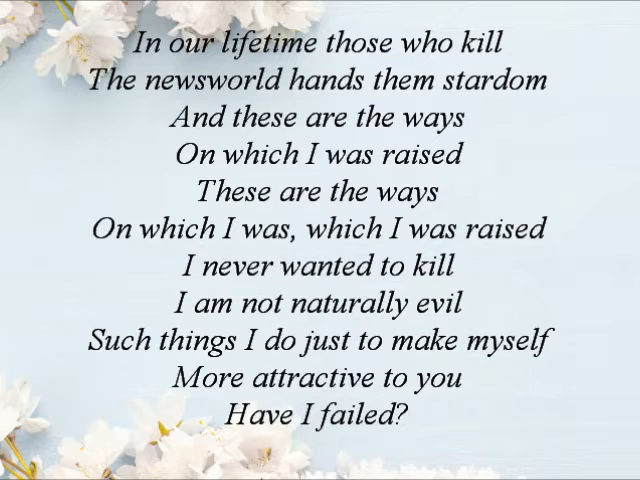 In our lifetime those who kill
The newsworld hands them stardom
And these are the ways
On which I was raised
These are the ways
On which I was, which I was raised
I never wanted to kill
I am not naturally evil
Such things I do just to make myself
More attractive to you
Have I failed?